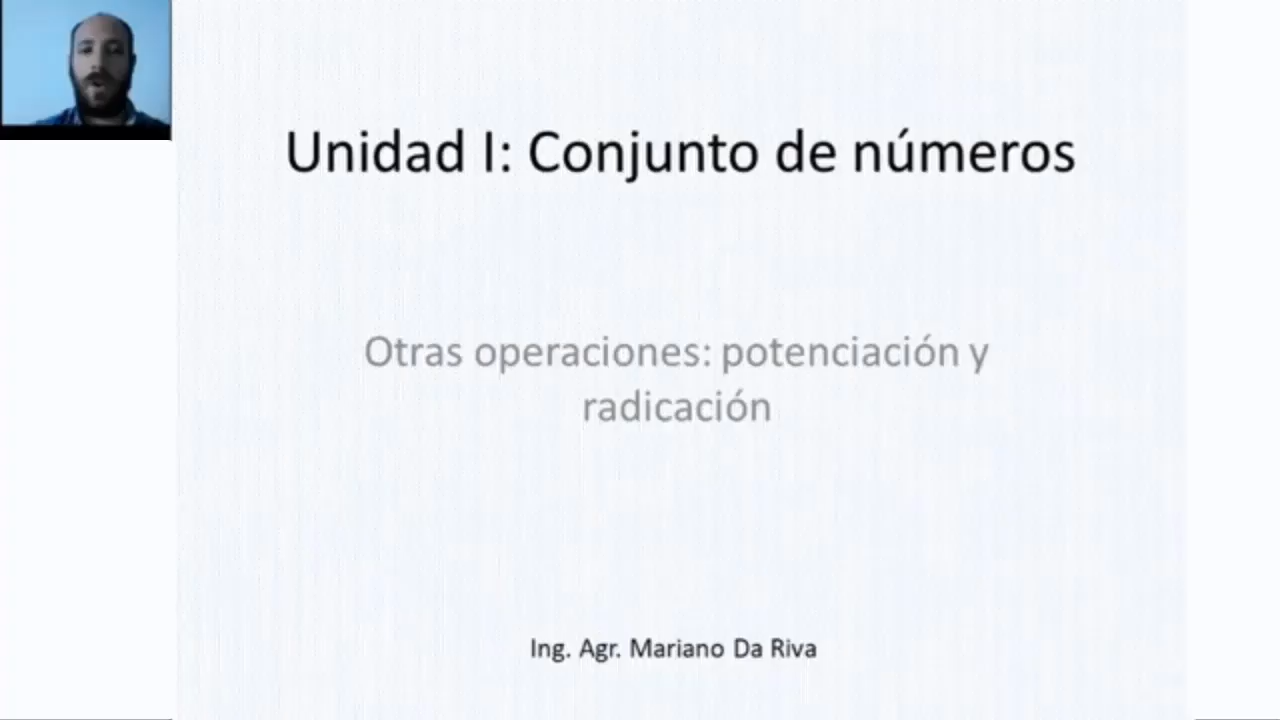 Unidad I: Conjunto de números
Otras operaciones: potenciación y
radicación
Ing. Agr. Mariano Da Riva